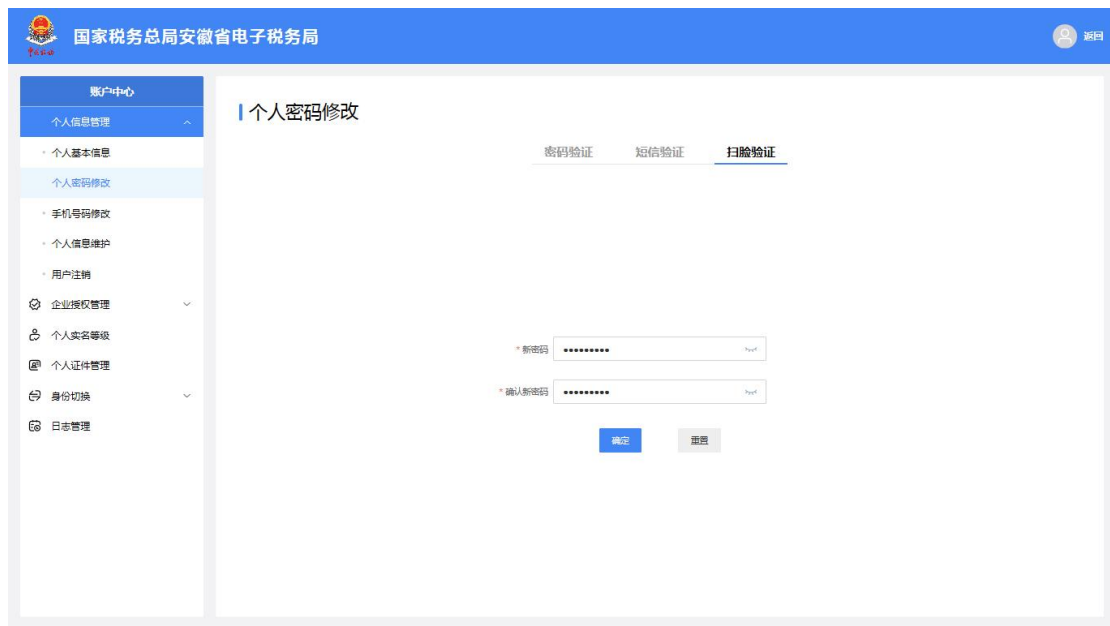 国家税务总局安徽省电子税务局
返回
账户中心
个人信息管理
个人基本信息
个人密码修改
手机号码修改
个人信息维护
用户注销
企业授权管理
个人实名等级
个人证件管理
身份切换
日志管理
个人密码修改
密码验证 短信验证 扫脸验证
* 新密码 •••••••••
* 确认新密码 •••••••••
确定 重置